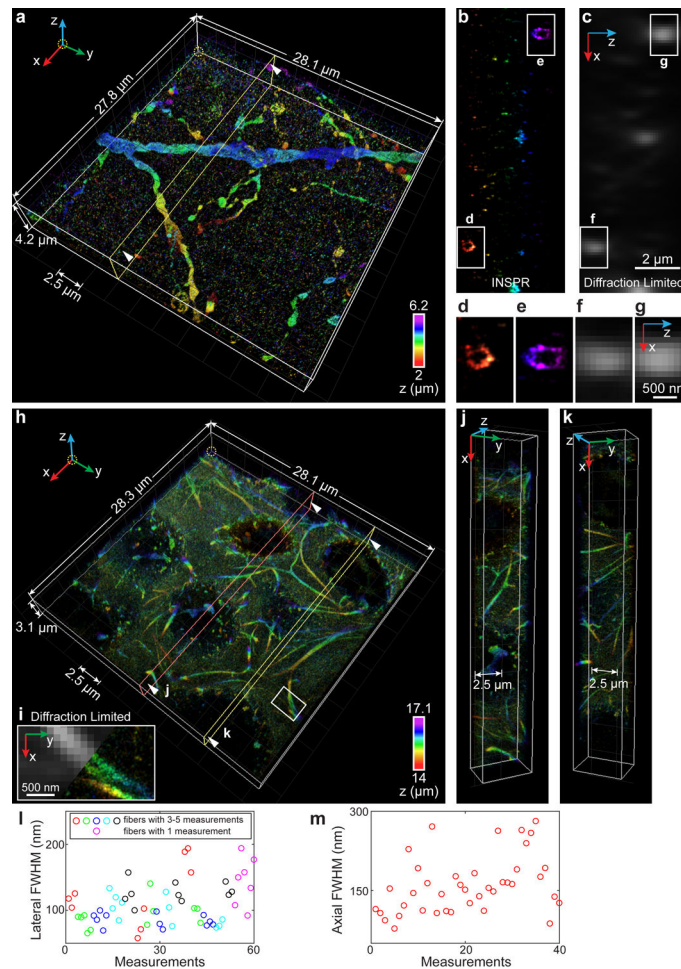 a
z
x
y
27.8 µm
28.1 µm
4.2 µm
2.5 µm
6.2
2
z (µm)
b
e
d
INSPR
c
z
x
g
f
2 µm
Diffraction Limited
d
e
f
g
z
x
500 nm
h
z
x
y
28.3 µm
28.1 µm
3.1 µm
2.5 µm
j
k
17.1
14
z (µm)
i
Diffraction Limited
y
x
500 nm
j
z
y
x
2.5 µm
k
z
y
x
2.5 µm
l
fibers with 3-5 measurements
fibers with 1 measurement
Lateral FWHM (nm)
200
100
0
30
60
Measurements
m
Axial FWHM (nm)
300
150
0
20
40
Measurements